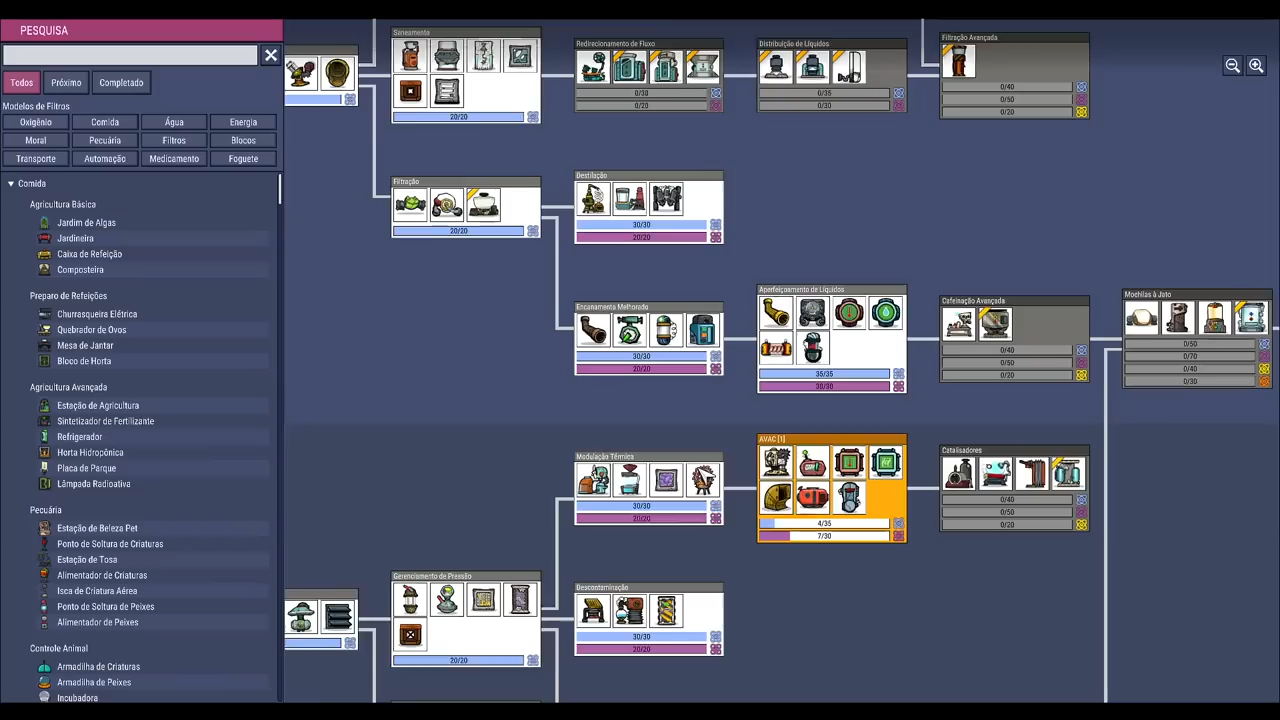 PESQUISA
Todos
Próximo
Completada
Modelos de Filtros
Oxigênio
Comida
Água
Energia
Moral
Pecuária
Filtros
Blocos
Transporte
Automação
Medicamento
Foguete
Comida
Agricultura Básica
Jardim de Algas
Jardineira
Caixa de Refeição
Composteira
Preparo de Refeições
Churrasqueira Elétrica
Quebrador de Ovos
Mesa de Jantar
Bloco de Horta
Agricultura Avançada
Estação de Agricultura
Sintetizador de Fertilizante
Refrigerador
Horta Hidropônica
Placa de Parque
Lâmpada Radioativa
Pecuária
Estação de Beleza Pet
Ponto de Soltura de Criaturas
Estação de Tosa
Alimentador de Criaturas
Isca de Criatura Aérea
Ponto de Soltura de Peixes
Alimentador de Peixes
Controle Animal
Armadilha de Criaturas
Armadilha de Peixes
Incubadora
Saneamento
20/20
Redirecionamento de Fluxo
0/30
0/20
Distribuição de Líquidos
0/35
0/30
Filtração Avançada
0/40
0/50
0/20
Filtração
20/20
Destilação
30/30
20/20
Encanamento Melhorado
30/30
20/20
Aperfeiçoamento de Líquidos
35/35
30/30
Cafeinação Avançada
0/40
0/50
0/20
Mochilas à Jato
0/50
0/70
0/40
0/30
Modulação Térmica
30/30
20/20
AVAC [1]
4/35
7/30
Catalisadores
0/40
0/50
0/20
Gerenciamento de Pressão
20/20
Descontaminação
30/30
20/20